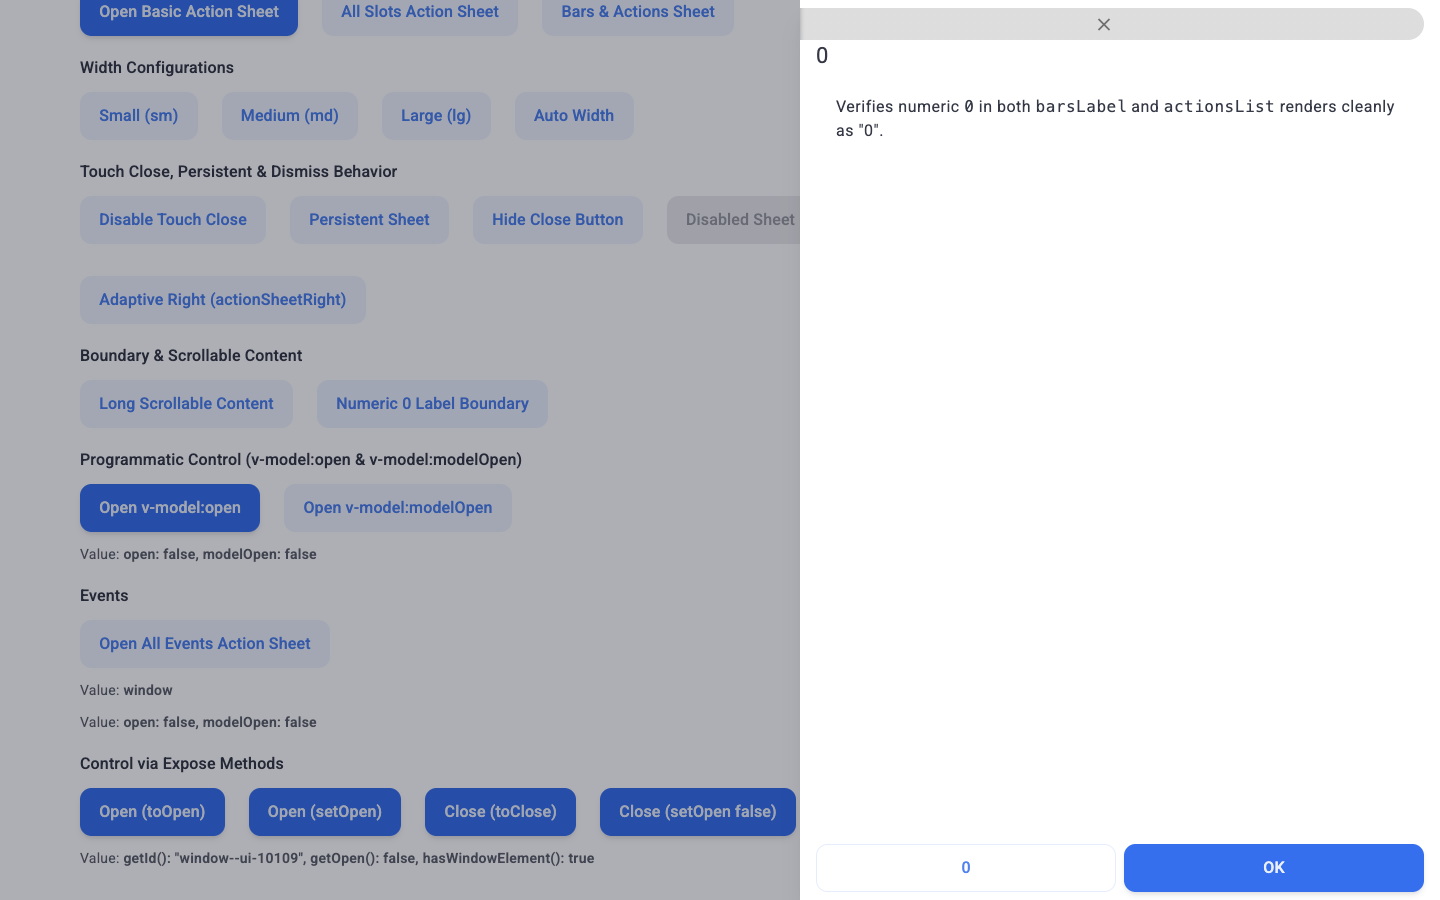 Open Basic Action Sheet
All Slots Action Sheet
Bars & Actions Sheet
Width Configurations
Small (sm)
Medium (md)
Large (lg)
Auto Width
Touch Close, Persistent & Dismiss Behavior
Disable Touch Close
Persistent Sheet
Hide Close Button
Disabled Sheet
Adaptive Right (actionSheetRight)
Boundary & Scrollable Content
Long Scrollable Content
Numeric 0 Label Boundary
Programmatic Control (v-model:open & v-model:modelOpen)
Open v-model:open
Open v-model:modelOpen
Value: open: false, modelOpen: false
Events
Open All Events Action Sheet
Value: window
Value: open: false, modelOpen: false
Control via Expose Methods
Open (toOpen)
Open (setOpen)
Close (toClose)
Close (setOpen false)
Value: getId(): "window--ui-10109", getOpen(): false, hasWindowElement(): true
0
Verifies numeric 0 in both barsLabel and actionsList renders cleanly
as "0".
0
OK